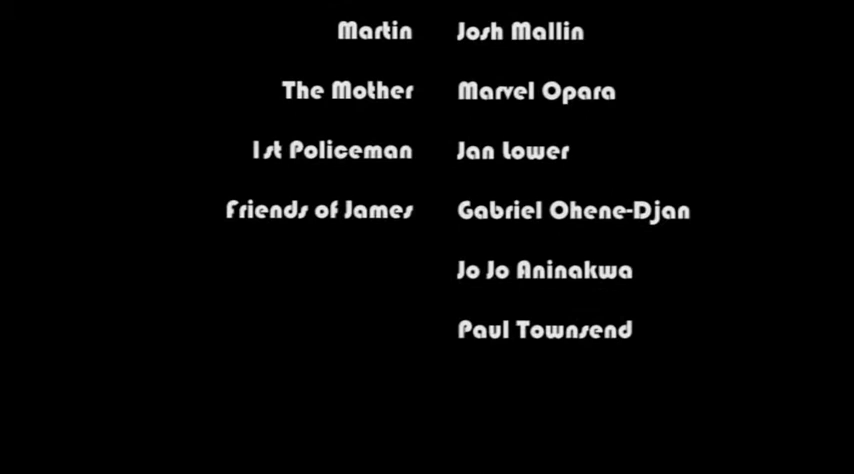 Martin Josh Mallin
The Mother Marvel Opara
1st Policeman Jan Lower
Friends of James Gabriel Ohene-Djan
Jo Jo Aninakwa
Paul Townsend